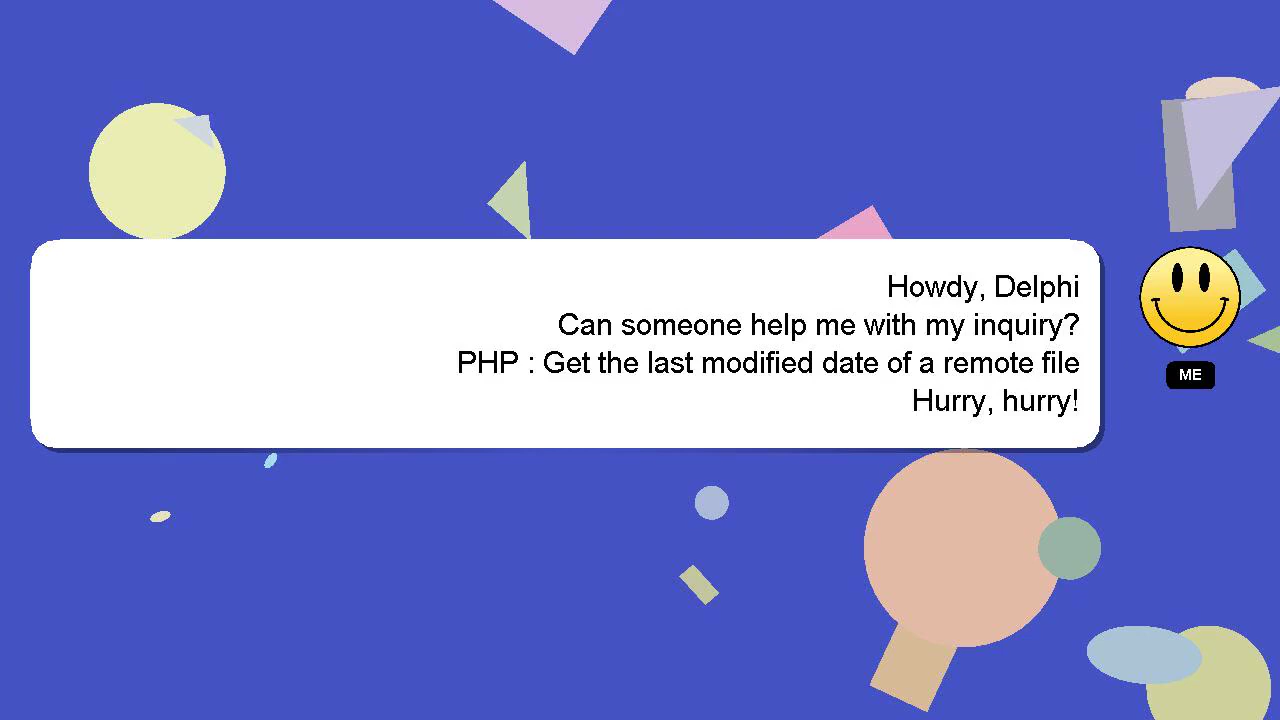 Howdy, Delphi
Can someone help me with my inquiry?
PHP : Get the last modified date of a remote file
Hurry, hurry!
ME